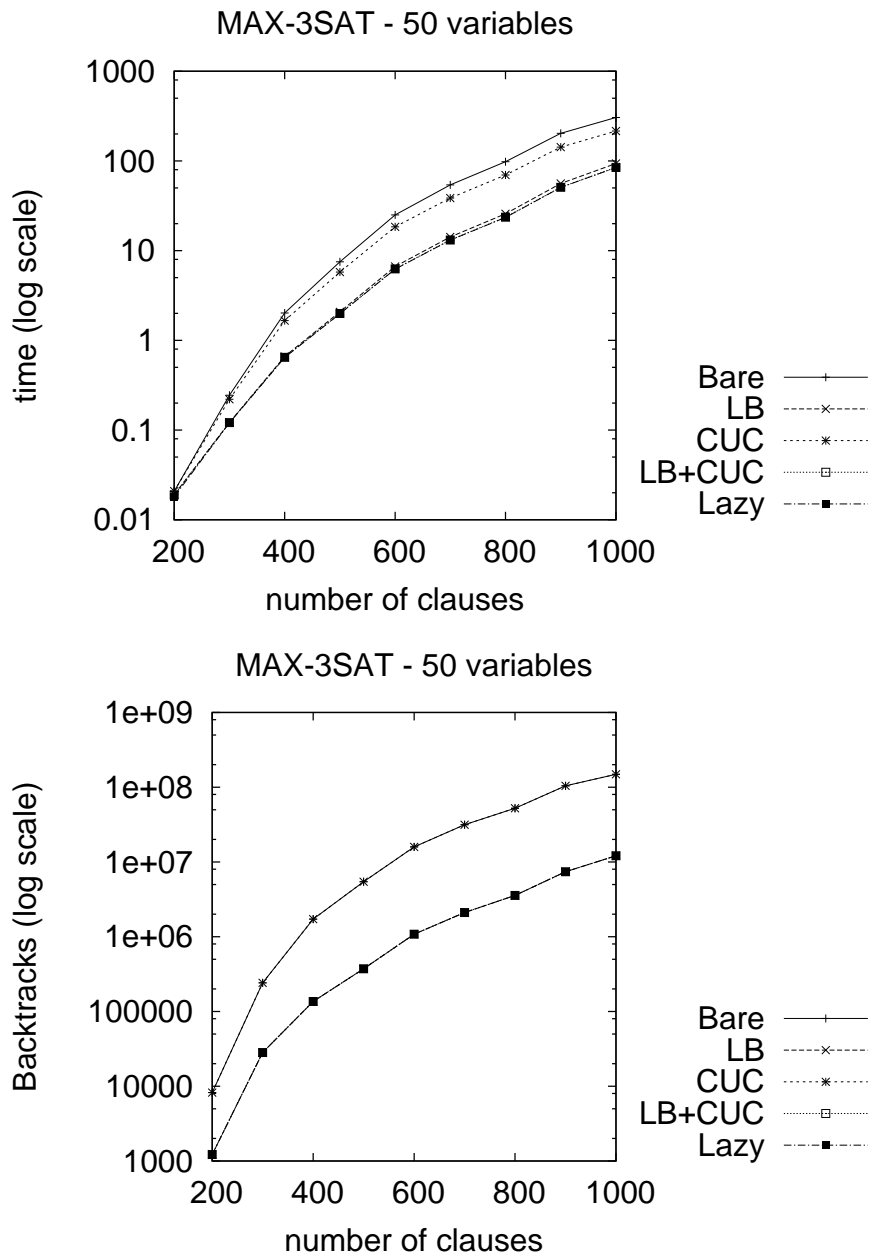 MAX-3SAT - 50 variables
time (log scale)
1000
100
10
1
0.1
0.01
200 400 600 800 1000
number of clauses
Bare
LB
CUC
LB+CUC
Lazy
MAX-3SAT - 50 variables
Backtracks (log scale)
1e+09
1e+08
1e+07
1e+06
100000
10000
1000
200 400 600 800 1000
number of clauses
Bare
LB
CUC
LB+CUC
Lazy